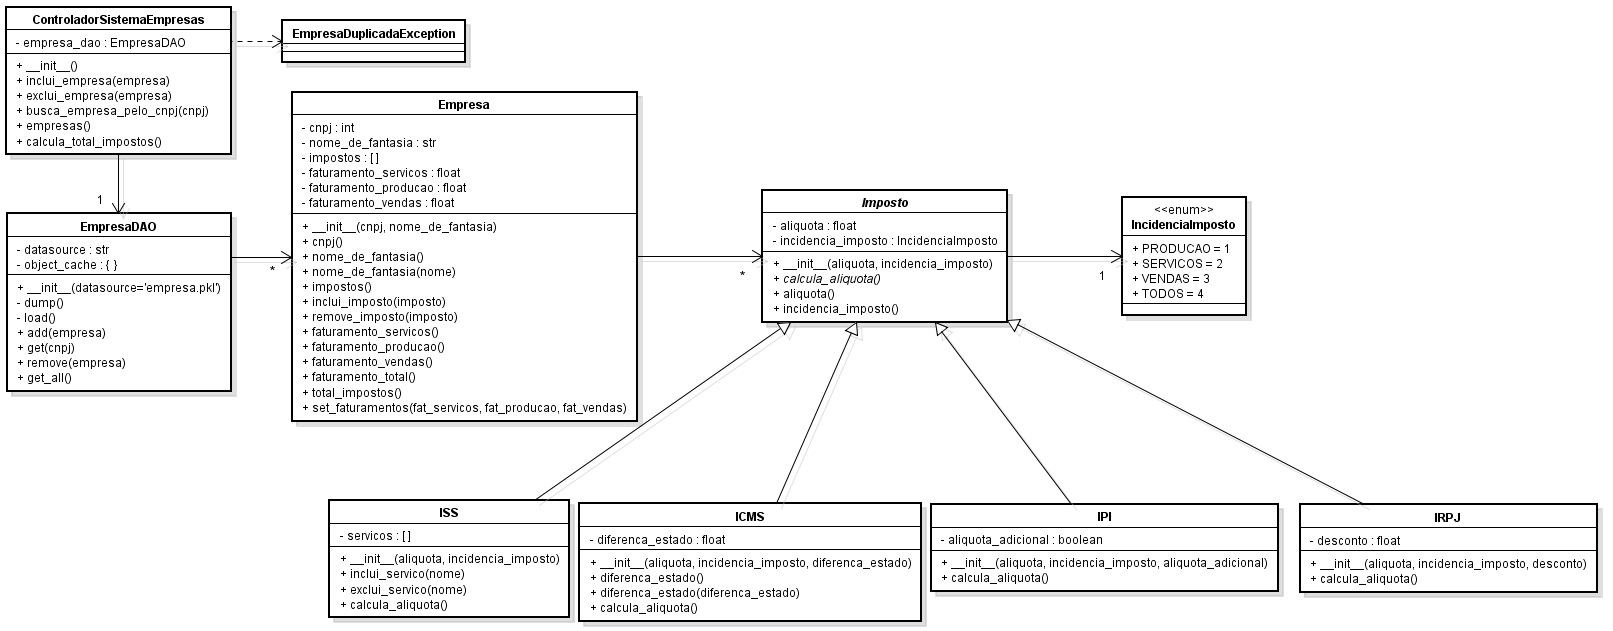 ControladorSistemaEmpresas
- empresa_dao : EmpresaDAO
+ __init__()
+ inclui_empresa(empresa)
+ exclui_empresa(empresa)
+ busca_empresa_pelo_cnpj(cnpj)
+ empresas()
+ calcula_total_impostos()
EmpresaDuplicadaException
1
EmpresaDAO
- datasource : str
- object_cache : { }
+ __init__(datasource='empresa.pkl')
- dump()
- load()
+ add(empresa)
+ get(cnpj)
+ remove(empresa)
+ get_all()
*
Empresa
- cnpj : int
- nome_de_fantasia : str
- impostos : [ ]
- faturamento_servicos : float
- faturamento_producao : float
- faturamento_vendas : float
+ __init__(cnpj, nome_de_fantasia)
+ cnpj()
+ nome_de_fantasia()
+ nome_de_fantasia(nome)
+ impostos()
+ inclui_imposto(imposto)
+ remove_imposto(imposto)
+ faturamento_servicos()
+ faturamento_producao()
+ faturamento_vendas()
+ faturamento_total()
+ total_impostos()
+ set_faturamentos(fat_servicos, fat_producao, fat_vendas)
*
Imposto
- aliquota : float
- incidencia_imposto : IncidenciaImposto
+ __init__(aliquota, incidencia_imposto)
+ calcula_aliquota()
+ aliquota()
+ incidencia_imposto()
1
<<enum>>
IncidenciaImposto
+ PRODUCAO = 1
+ SERVICOS = 2
+ VENDAS = 3
+ TODOS = 4
ISS
- servicos : [ ]
+ __init__(aliquota, incidencia_imposto)
+ inclui_servico(nome)
+ exclui_servico(nome)
+ calcula_aliquota()
ICMS
- diferenca_estado : float
+ __init__(aliquota, incidencia_imposto, diferenca_estado)
+ diferenca_estado()
+ diferenca_estado(diferenca_estado)
+ calcula_aliquota()
IPI
- aliquota_adicional : boolean
+ __init__(aliquota, incidencia_imposto, aliquota_adicional)
+ calcula_aliquota()
IRPJ
- desconto : float
+ __init__(aliquota, incidencia_imposto, desconto)
+ calcula_aliquota()